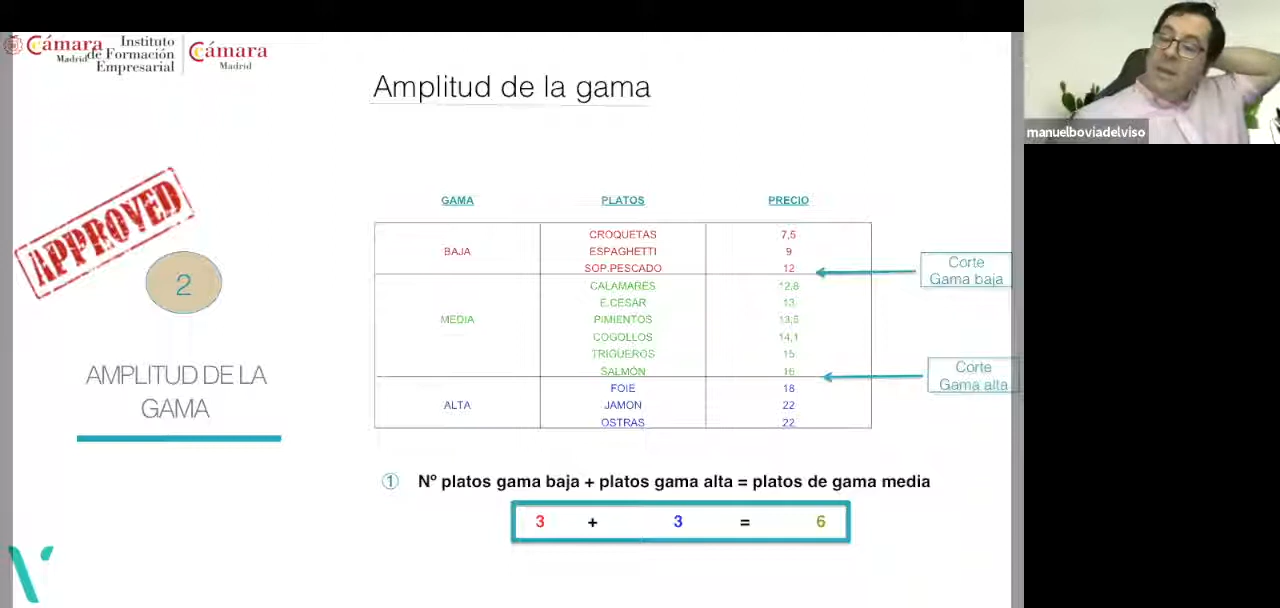 Cámara
Madrid
Instituto
de Formación
Empresarial
Cámara
Madrid
Amplitud de la gama
manuelboviadelviso
APPROVED
2
AMPLITUD DE LA
GAMA
GAMA PLATOS PRECIO
CROQUETAS 7,5
BAJA ESPAGHETTI 9
SOP.PESCADO 12
CALAMARES 12,8
E.CESAR 13
MEDIA PIMIENTOS 13,5
COGOLLOS 14,1
TRIGUEROS 15
SALMÓN 16
FOIE 18
ALTA JAMON 22
OSTRAS 22
Corte
Gama baja
Corte
Gama alta
1 Nº platos gama baja + platos gama alta = platos de gama media
3 + 3 = 6